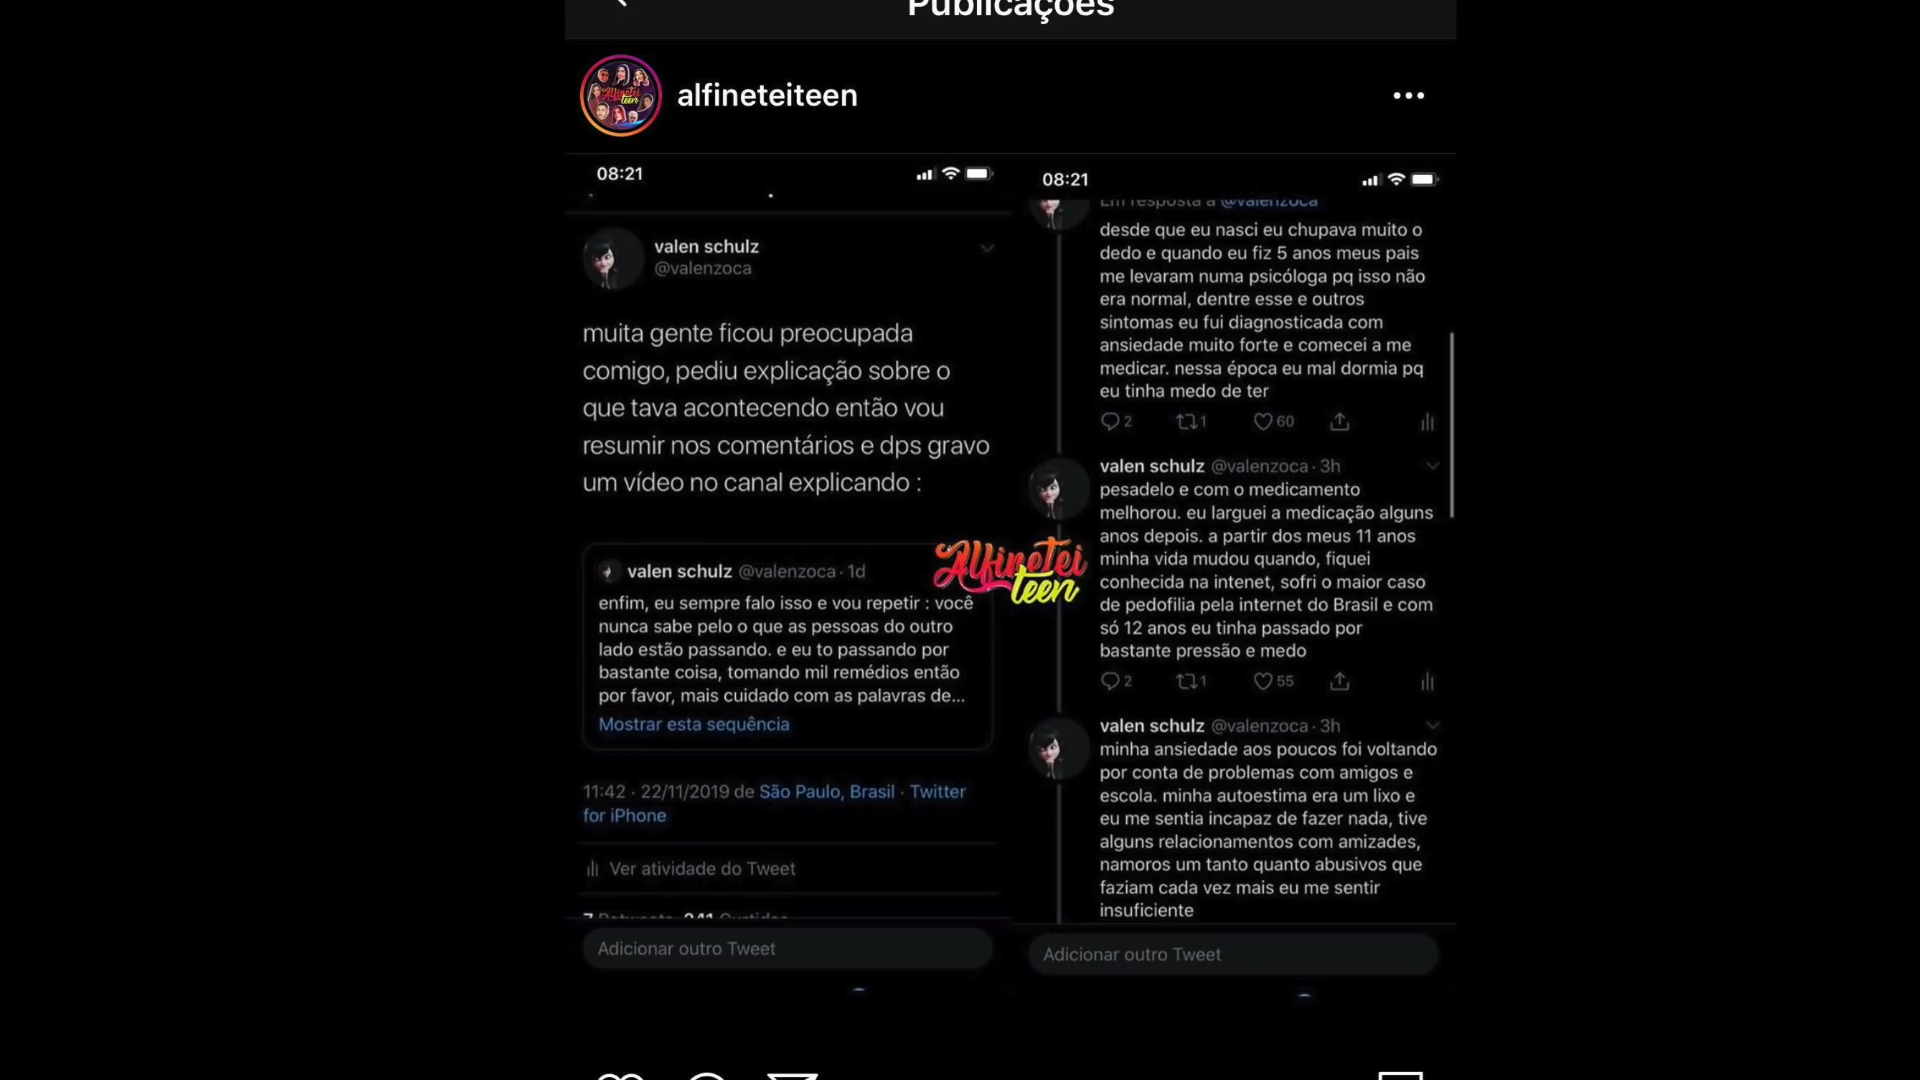 Publicações
alfineteiteen
08:21
valen schulz
@valenzoca
muita gente ficou preocupada
comigo, pediu explicação sobre o
que tava acontecendo então vou
resumir nos comentários e dps gravo
um vídeo no canal explicando :
valen schulz @valenzoca · 1d
enfim, eu sempre falo isso e vou repetir : você
nunca sabe pelo o que as pessoas do outro
lado estão passando. e eu to passando por
bastante coisa, tomando mil remédios então
por favor, mais cuidado com as palavras de...
Mostrar esta sequência
11:42 · 22/11/2019 de São Paulo, Brasil · Twitter
for iPhone
Ver atividade do Tweet
7 Retweets 241 Curtidas
Adicionar outro Tweet
Alfinetei
teen
08:21
Em resposta a @valenzoca
desde que eu nasci eu chupava muito o
dedo e quando eu fiz 5 anos meus pais
me levaram numa psicóloga pq isso não
era normal, dentre esse e outros
sintomas eu fui diagnosticada com
ansiedade muito forte e comecei a me
medicar. nessa época eu mal dormia pq
eu tinha medo de ter
2 1 60
valen schulz @valenzoca · 3h
pesadelo e com o medicamento
melhorou. eu larguei a medicação alguns
anos depois. a partir dos meus 11 anos
minha vida mudou quando, fiquei
conhecida na intenet, sofri o maior caso
de pedofilia pela internet do Brasil e com
só 12 anos eu tinha passado por
bastante pressão e medo
2 1 55
valen schulz @valenzoca · 3h
minha ansiedade aos poucos foi voltando
por conta de problemas com amigos e
escola. minha autoestima era um lixo e
eu me sentia incapaz de fazer nada, tive
alguns relacionamentos com amizades,
namoros um tanto quanto abusivos que
faziam cada vez mais eu me sentir
insuficiente
Adicionar outro Tweet